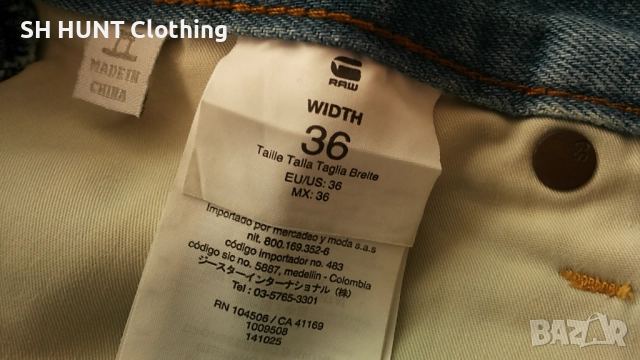 SH HUNT Clothing
MADE IN
CHINA
RAW
WIDTH
36
Taille Talla Taglia Breite
EU/US: 36
MX: 36
Importado por mercadeo y moda s.a.s
nit. 800.169.352-6
código importador no. 483
código sic no. 5887, medellin - Colombia
ジースターインターナショナル（株）
Tel : 03-5765-3301
RN 104506 / CA 41169
1009508
141025
BAZAR
.bg